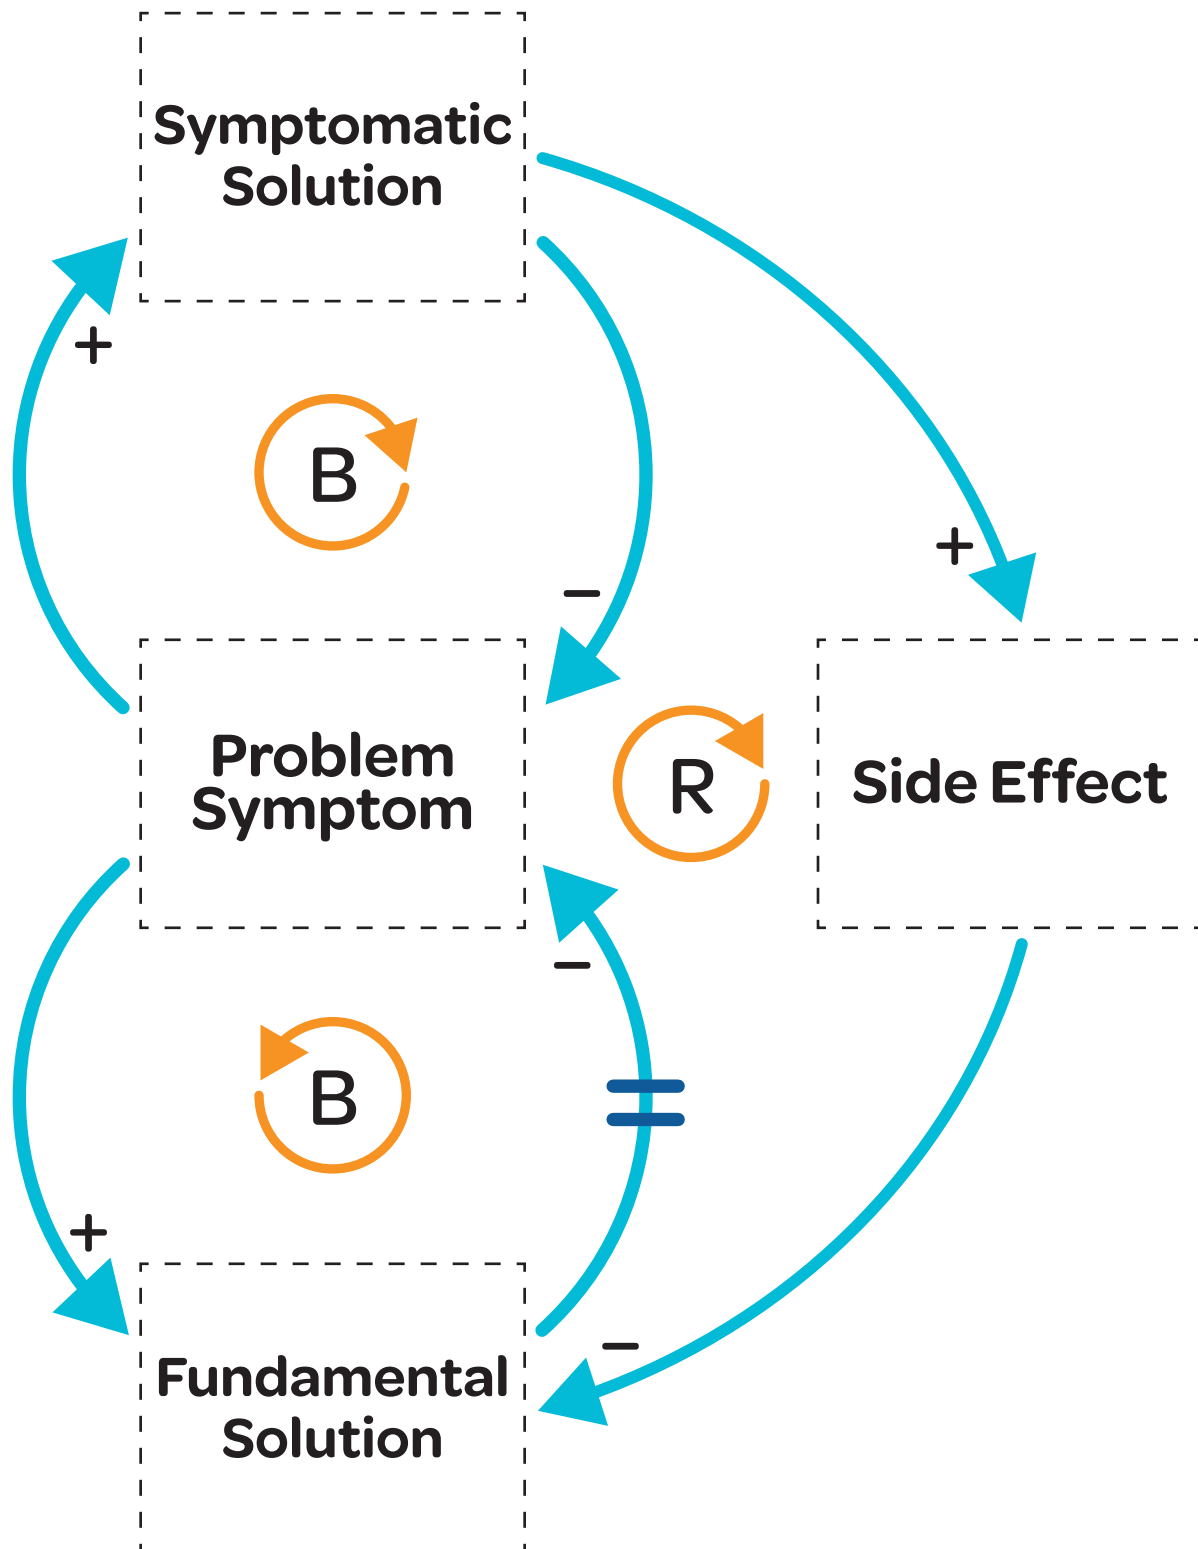 Symptomatic
Solution
+
B
+
−
Problem
Symptom
R
Side Effect
−
B
+
−
Fundamental
Solution